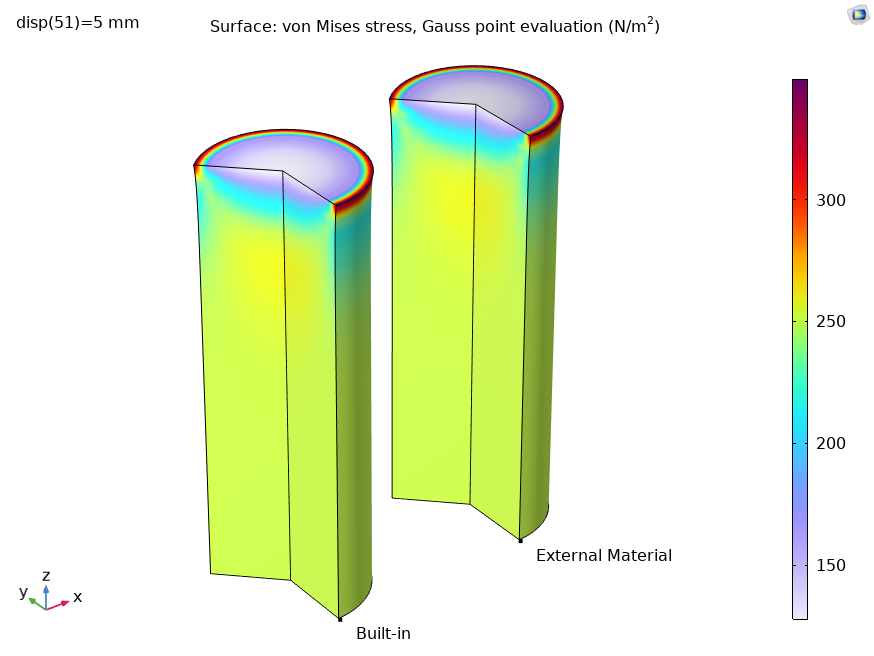 disp(51)=5 mm
Surface: von Mises stress, Gauss point evaluation (N/m²)
300
250
200
150
External Material
Built-in
z
y
x